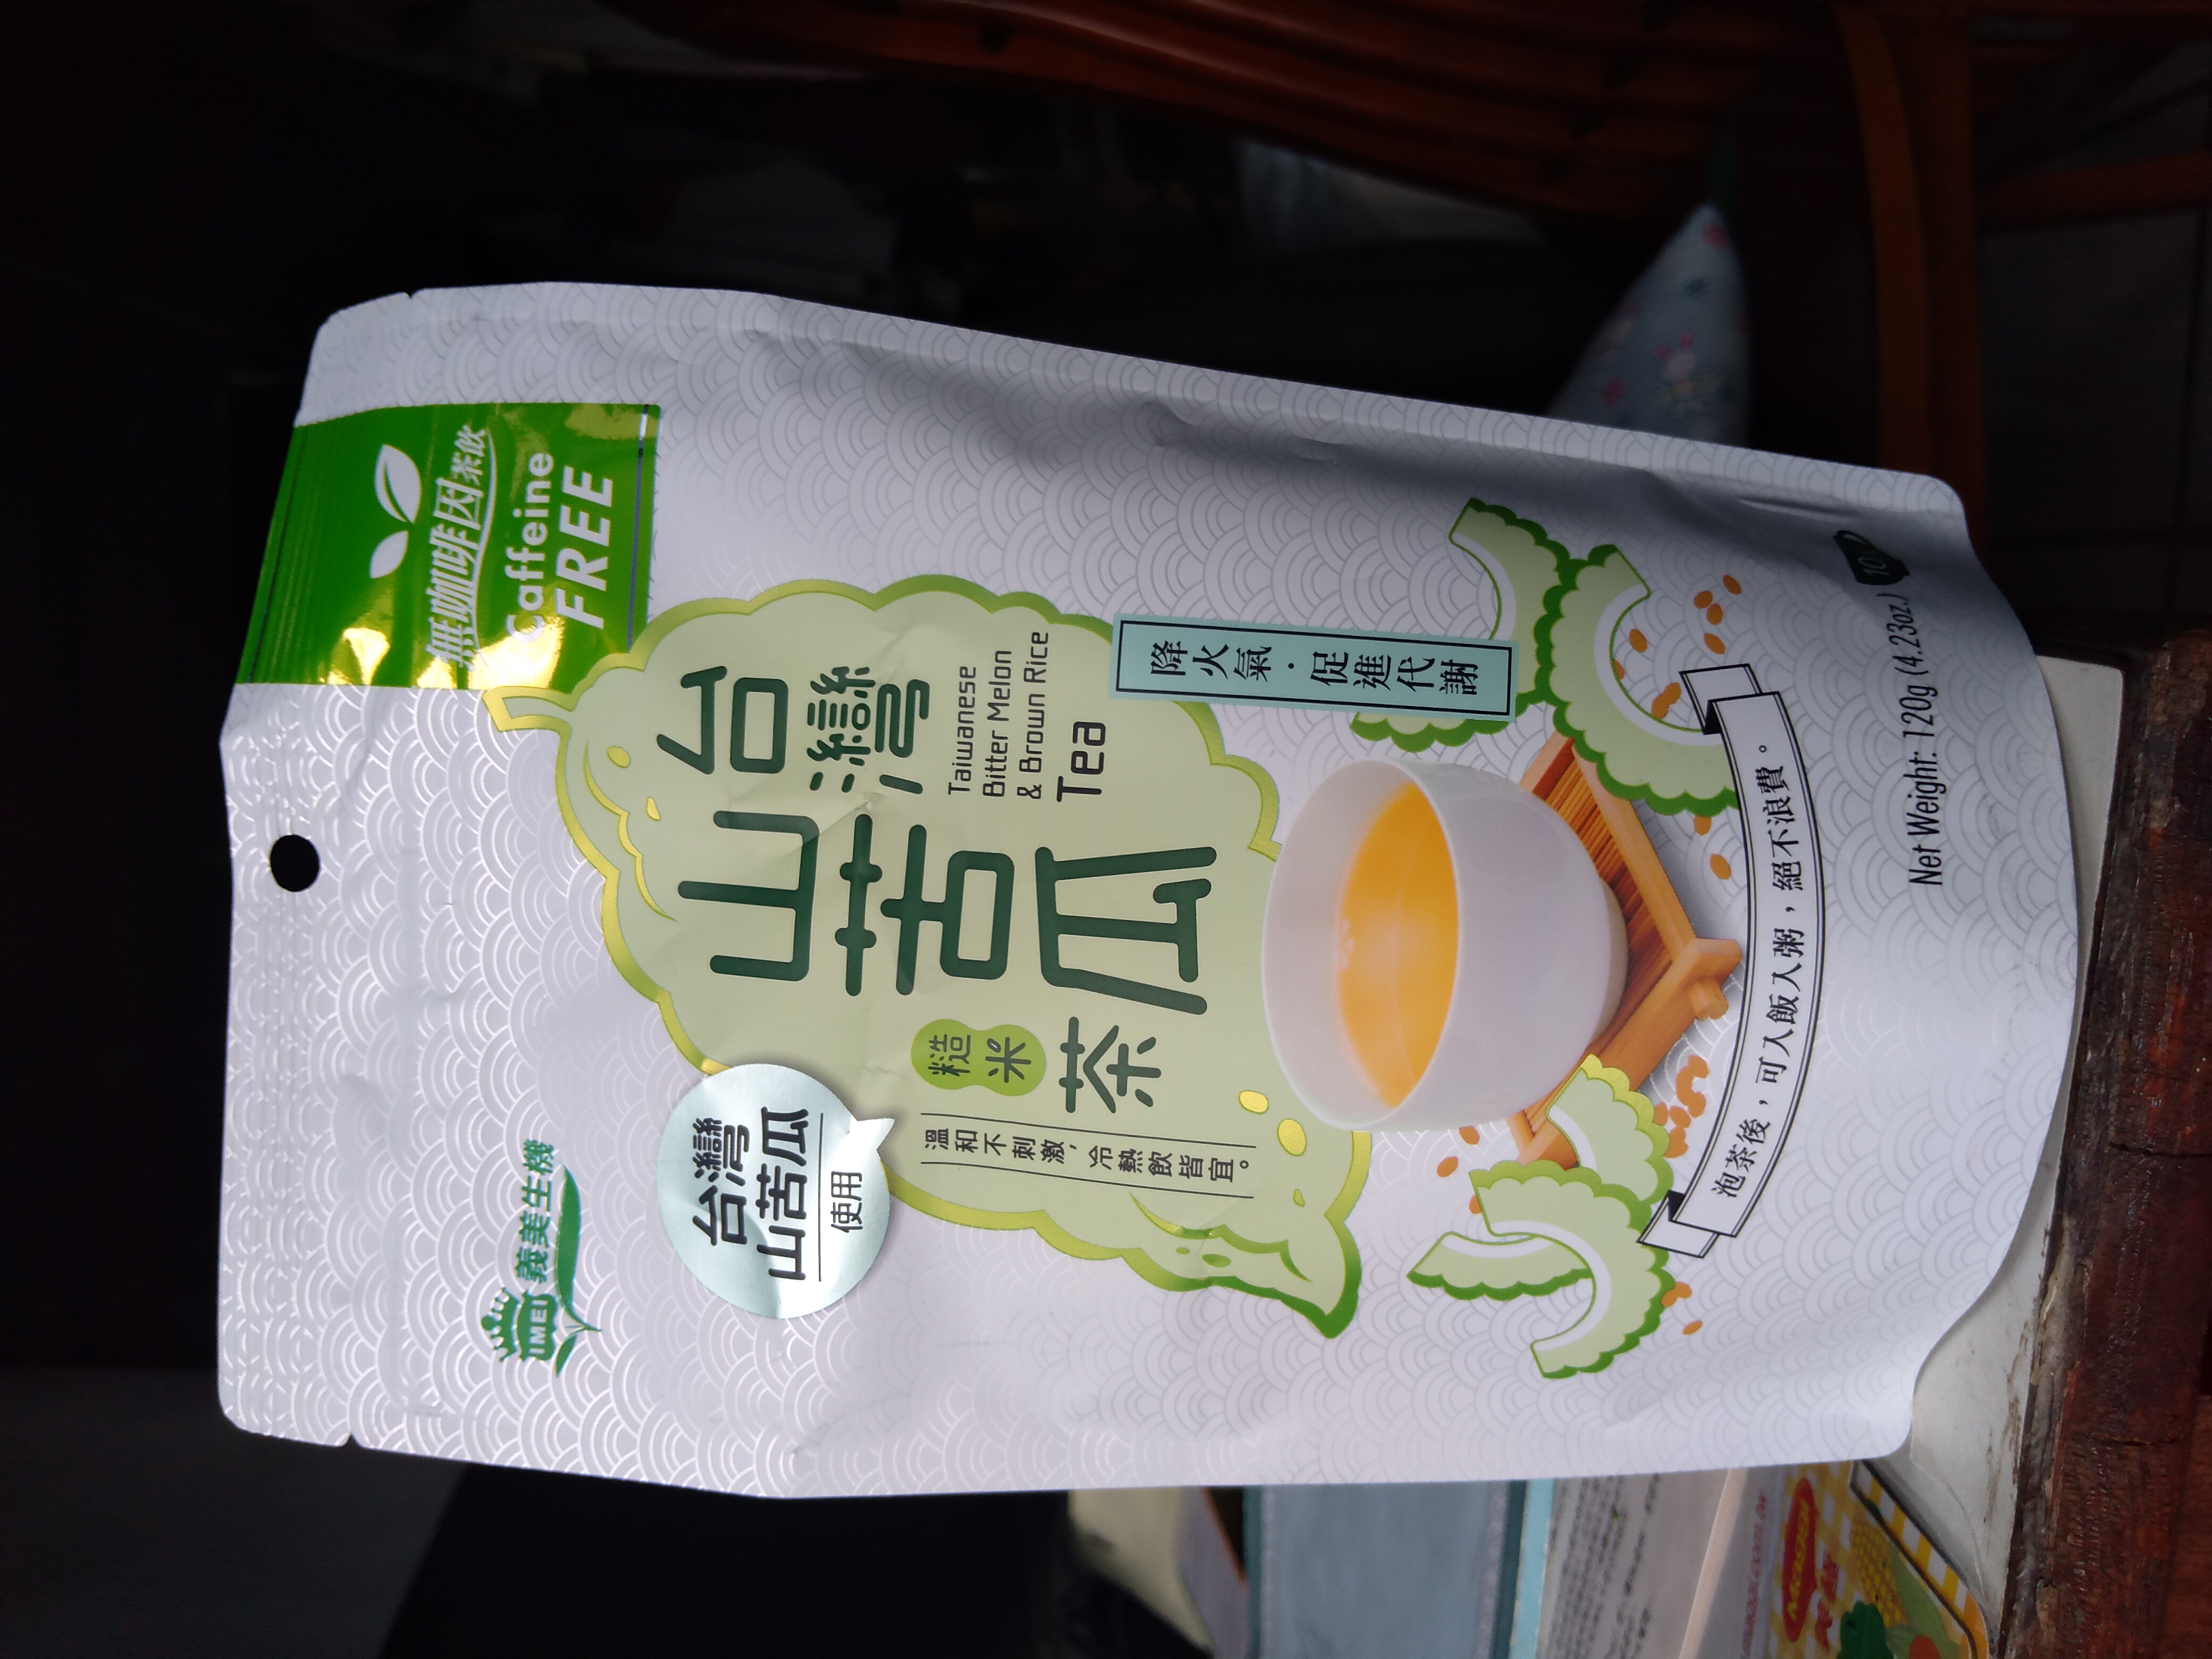 IMEI 義美生機
無咖啡因茶飲
Caffeine
FREE
台灣
山苦瓜
使用
台灣
山苦瓜
糙米
茶
Taiwanese
Bitter Melon
& Brown Rice
Tea
溫和不刺激,冷熱飲皆宜。
降火氣・促進代謝
泡茶後，可入飯入粥，絕不浪費。
Net Weight: 120g (4.23oz.)
10